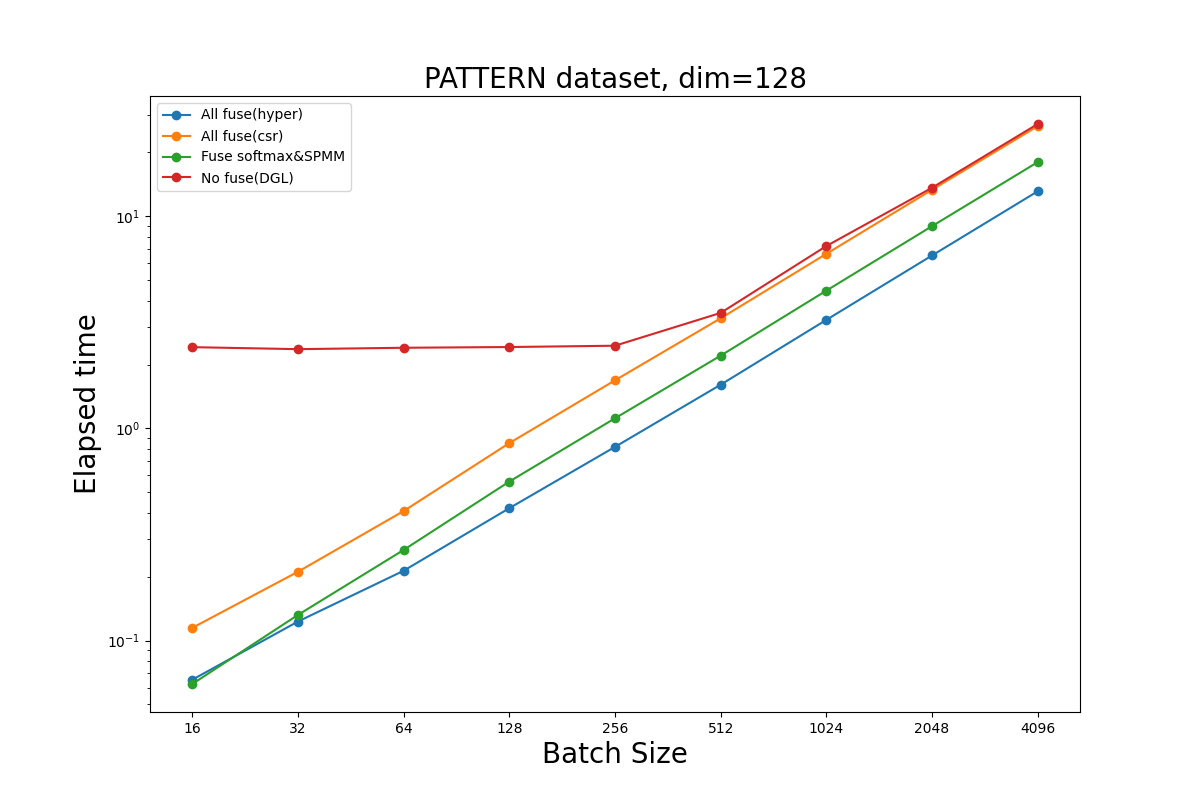 PATTERN dataset, dim=128
All fuse(hyper)
All fuse(csr)
Fuse softmax&SPMM
No fuse(DGL)
10¹
10⁰
10⁻¹
Elapsed time
16 32 64 128 256 512 1024 2048 4096
Batch Size